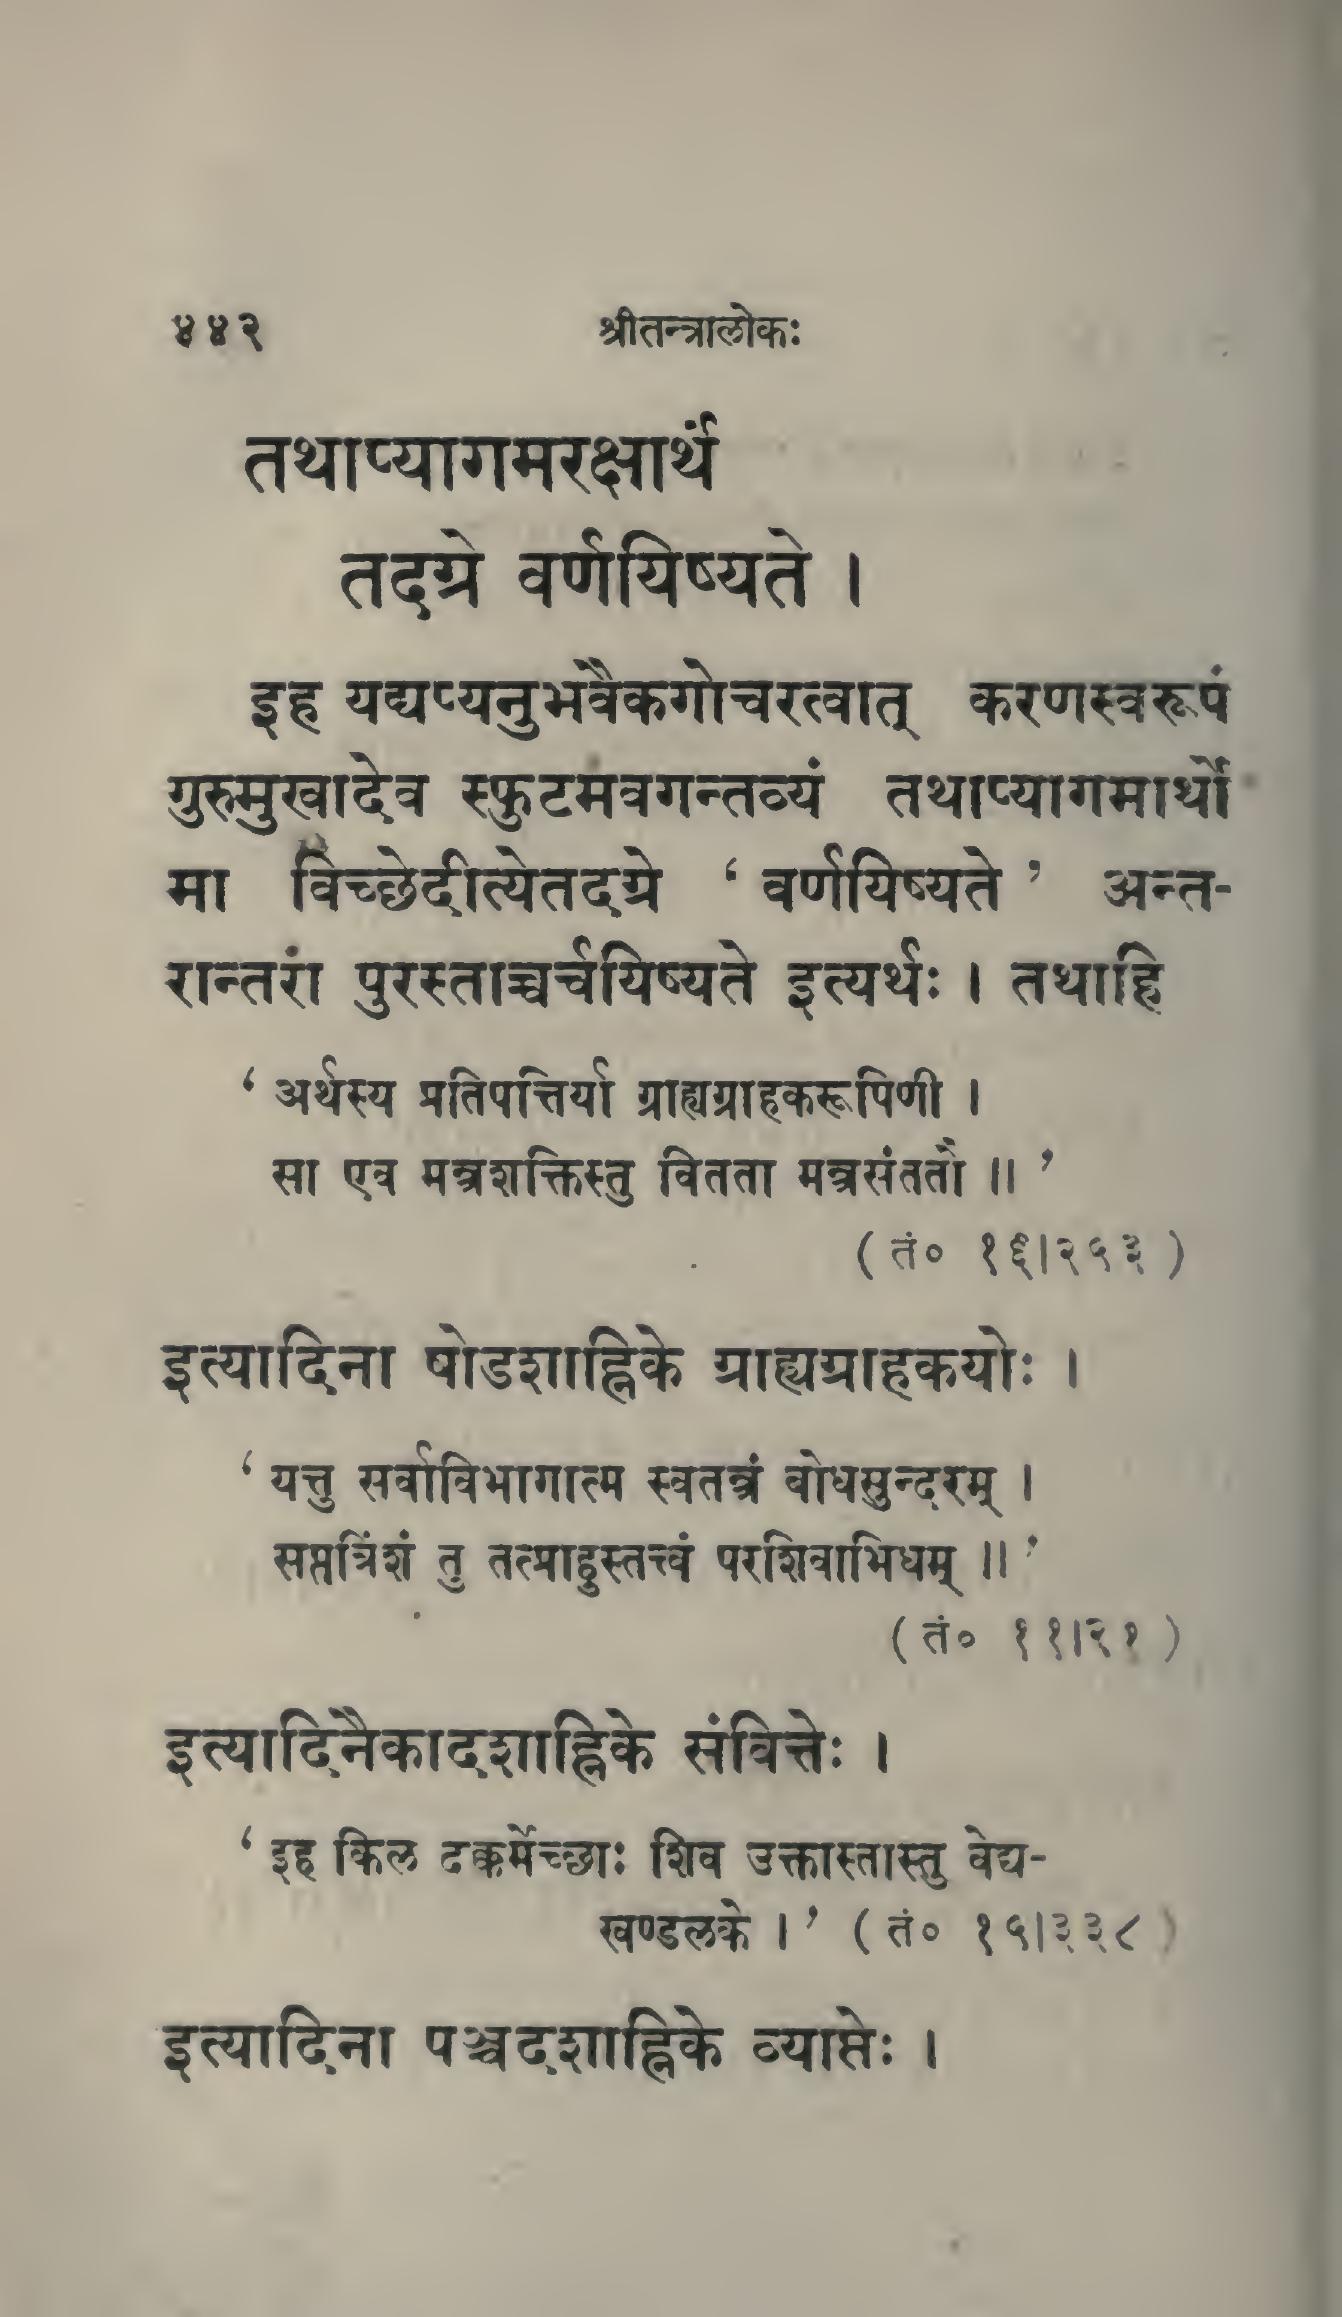 ४४२ श्रीतन्त्रालोकः
तथाप्यागमरक्षार्थं
तदग्रे वर्णयिष्यते ।
इह यद्यप्यनुभवैकगोचरत्वात् करणस्वरूपं
गुरुमुखादेव स्फुटमवगन्तव्यं तथाप्यागमार्थो
मा विच्छेदीत्येतदग्रे ‘ वर्णयिष्यते ’ अन्त-
रान्तरां पुरस्ताच्चर्चयिष्यते इत्यर्थः । तथाहि
‘ अर्थस्य प्रतिपत्तिर्या ग्राह्यग्राहकरूपिणी ।
सा एव मन्त्रशक्तिस्तु वितता मन्त्रसंततौ ॥ ’
( तं० १६।२५३ )
इत्यादिना षोडशाह्निके ग्राह्यग्राहकयोः ।
‘ यत्तु सर्वाविभागात्म स्वतन्त्रं बोधसुन्दरम् ।
सप्तत्रिंशं तु तत्प्राहुस्तत्त्वं परशिवाभिधम् ॥ ’
( तं० ११।२१ )
इत्यादिनैकादशाह्निके संवित्तेः ।
‘ इह किल दृक्कर्मेच्छाः शिव उक्तास्तास्तु वेद्य-
खण्डलके । ’ ( तं० १५।३३८ )
इत्यादिना पञ्चदशाह्निके व्याप्तेः ।